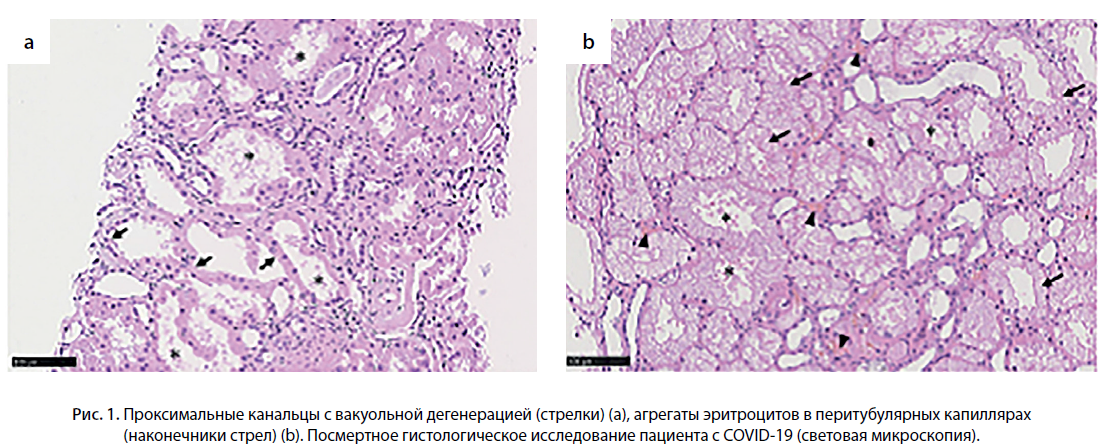 a
b
Рис. 1. Проксимальные канальцы с вакуольной дегенерацией (стрелки) (a), агрегаты эритроцитов в перитубулярных капиллярах
(наконечники стрел) (b). Посмертное гистологическое исследование пациента с COVID-19 (световая микроскопия).